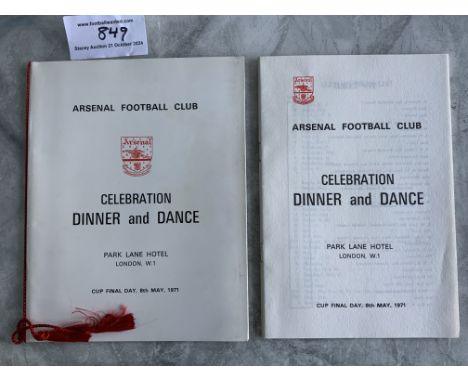 www.footballwanted.com
849
Stacey Auction 21 October 2024
ARSENAL FOOTBALL CLUB
Arsenal
CELEBRATION
DINNER and DANCE
PARK LANE HOTEL
LONDON, W.1
CUP FINAL DAY, 8th MAY, 1971
ARSENAL FOOTBALL CLUB
CELEBRATION
DINNER and DANCE
PARK LANE HOTEL
LONDON, W.1
CUP FINAL DAY, 8th MAY, 1971